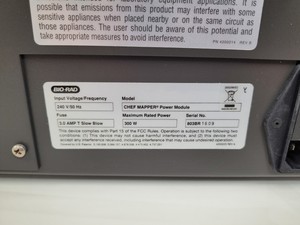 for laboratory equipment applications. It is
possible that emissions from this product may interfere with some
sensitive appliances when placed nearby or on the same circuit as
those appliances. The user should be aware of this potential and
take appropriate measures to avoid interference.
BIO-RAD
Input Voltage/Frequency
Model
240 V/50 Hz
CHEF MAPPER® Power Module
Fuse
Maximum Rated Power
Serial No.
300 W
This device complies with Part 15 of the FCC Rules. Operation is subject to the following
two conditions: (1) this device may not cause harmful interference, and (2) this device must
accept any interference received, including interference that may cause undesired operation.